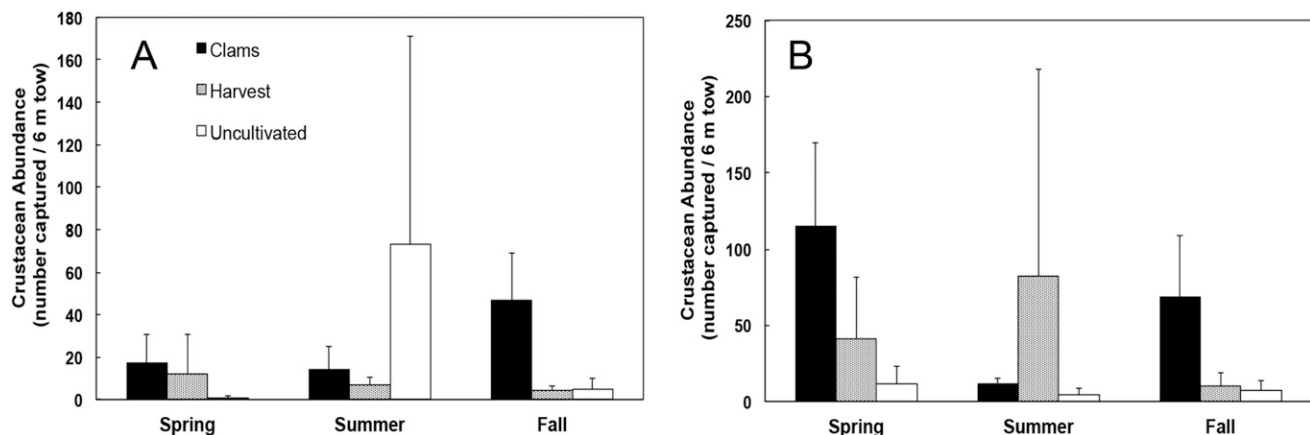 A
Clams
Harvest
Uncultivated
Crustacean Abundance
(number captured / 6 m tow)
180
160
140
120
100
80
60
40
20
0
Spring Summer Fall
B
Crustacean Abundance
(number captured / 6 m tow)
250
200
150
100
50
0
Spring Summer Fall